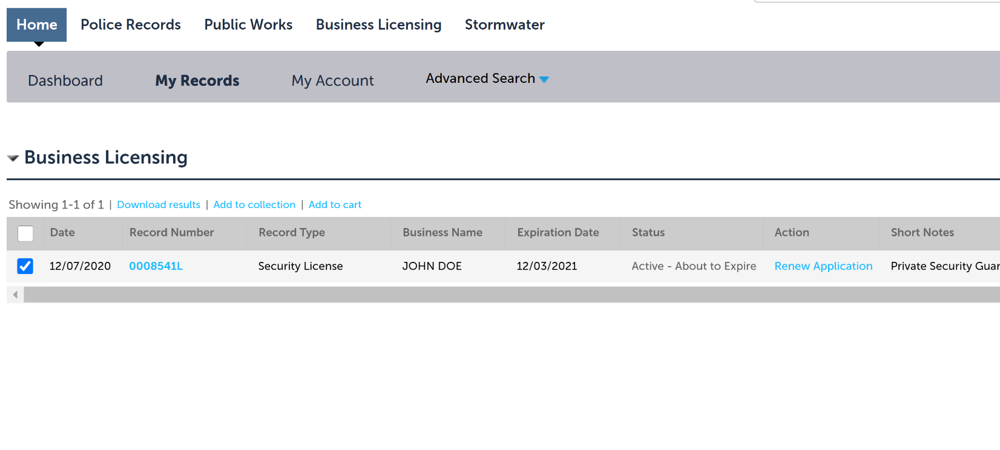 Home Police Records Public Works Business Licensing Stormwater
Dashboard My Records My Account Advanced Search
Business Licensing
Showing 1-1 of 1 | Download results | Add to collection | Add to cart
Date Record Number Record Type Business Name Expiration Date Status Action Short Notes
12/07/2020 0008541L Security License JOHN DOE 12/03/2021 Active - About to Expire Renew Application Private Security Guar